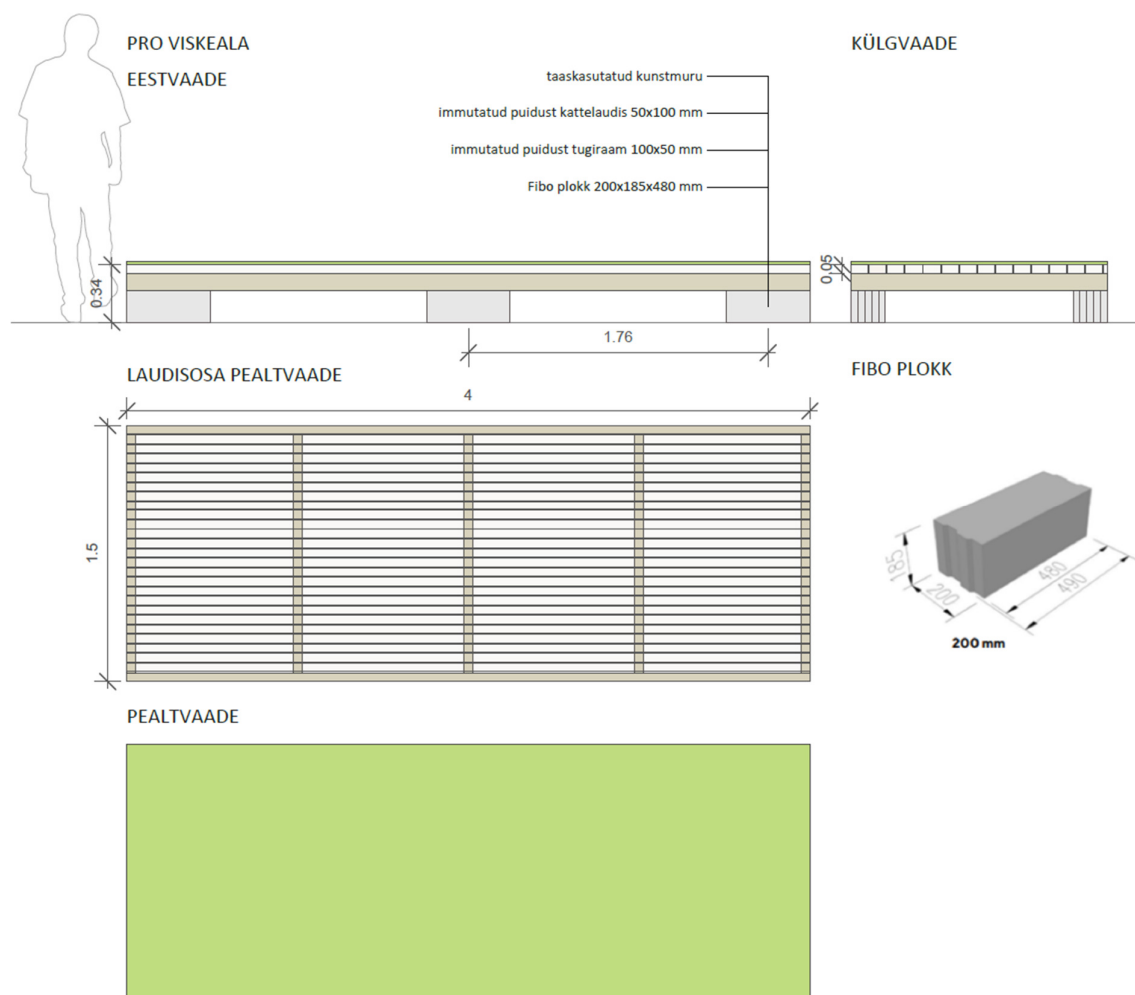 PRO VISKEALA
EESTVAADE
KÜLGVAADE
taaskasutatud kunstmuru
immutatud puidust kattelaudis 50x100 mm
immutatud puidust tugiraam 100x50 mm
Fibo plokk 200x185x480 mm
0.34
0.05
1.76
LAUDISOSA PEALTVAADE
FIBO PLOKK
4
1.5
185
200
480
490
200 mm
PEALTVAADE